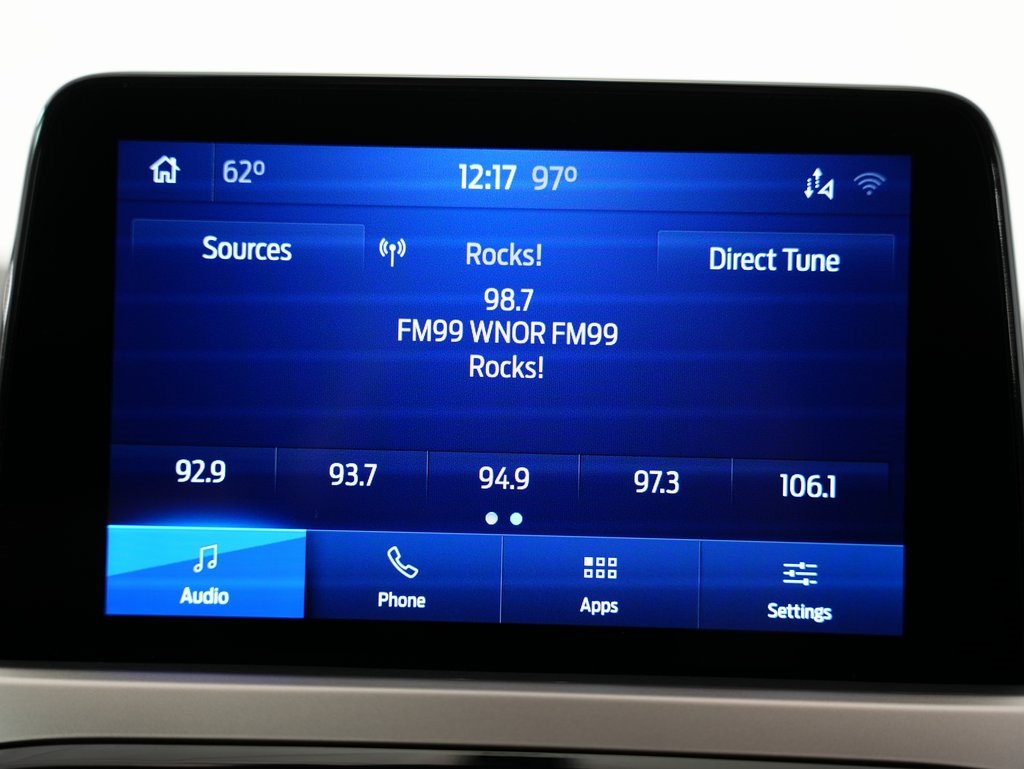 62º 12:17 97º
Sources Rocks! Direct Tune
98.7
FM99 WNOR FM99
Rocks!
92.9 93.7 94.9 97.3 106.1
Audio Phone Apps Settings